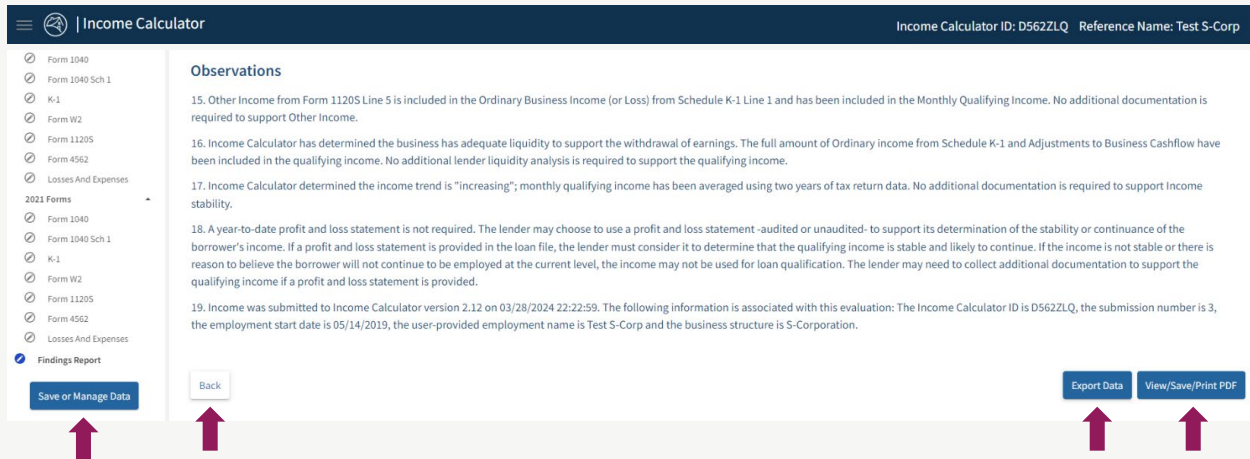 | Income Calculator
Income Calculator ID: D562ZLQ Reference Name: Test S-Corp
Form 1040
Form 1040 Sch 1
K-1
Form W2
Form 1120S
Form 4562
Losses And Expenses
2021 Forms
Form 1040
Form 1040 Sch 1
K-1
Form W2
Form 1120S
Form 4562
Losses And Expenses
Findings Report
Save or Manage Data
Observations
15. Other Income from Form 1120S Line 5 is included in the Ordinary Business Income (or Loss) from Schedule K-1 Line 1 and has been included in the Monthly Qualifying Income. No additional documentation is
required to support Other Income.
16. Income Calculator has determined the business has adequate liquidity to support the withdrawal of earnings. The full amount of Ordinary income from Schedule K-1 and Adjustments to Business Cashflow have
been included in the qualifying income. No additional lender liquidity analysis is required to support the qualifying income.
17. Income Calculator determined the income trend is "increasing"; monthly qualifying income has been averaged using two years of tax return data. No additional documentation is required to support Income
stability.
18. A year-to-date profit and loss statement is not required. The lender may choose to use a profit and loss statement -audited or unaudited- to support its determination of the stability or continuance of the
borrower's income. If a profit and loss statement is provided in the loan file, the lender must consider it to determine that the qualifying income is stable and likely to continue. If the income is not stable or there is
reason to believe the borrower will not continue to be employed at the current level, the income may not be used for loan qualification. The lender may need to collect additional documentation to support the
qualifying income if a profit and loss statement is provided.
19. Income was submitted to Income Calculator version 2.12 on 03/28/2024 22:22:59. The following information is associated with this evaluation: The Income Calculator ID is D562ZLQ, the submission number is 3,
the employment start date is 05/14/2019, the user-provided employment name is Test S-Corp and the business structure is S-Corporation.
Back
Export Data
View/Save/Print PDF